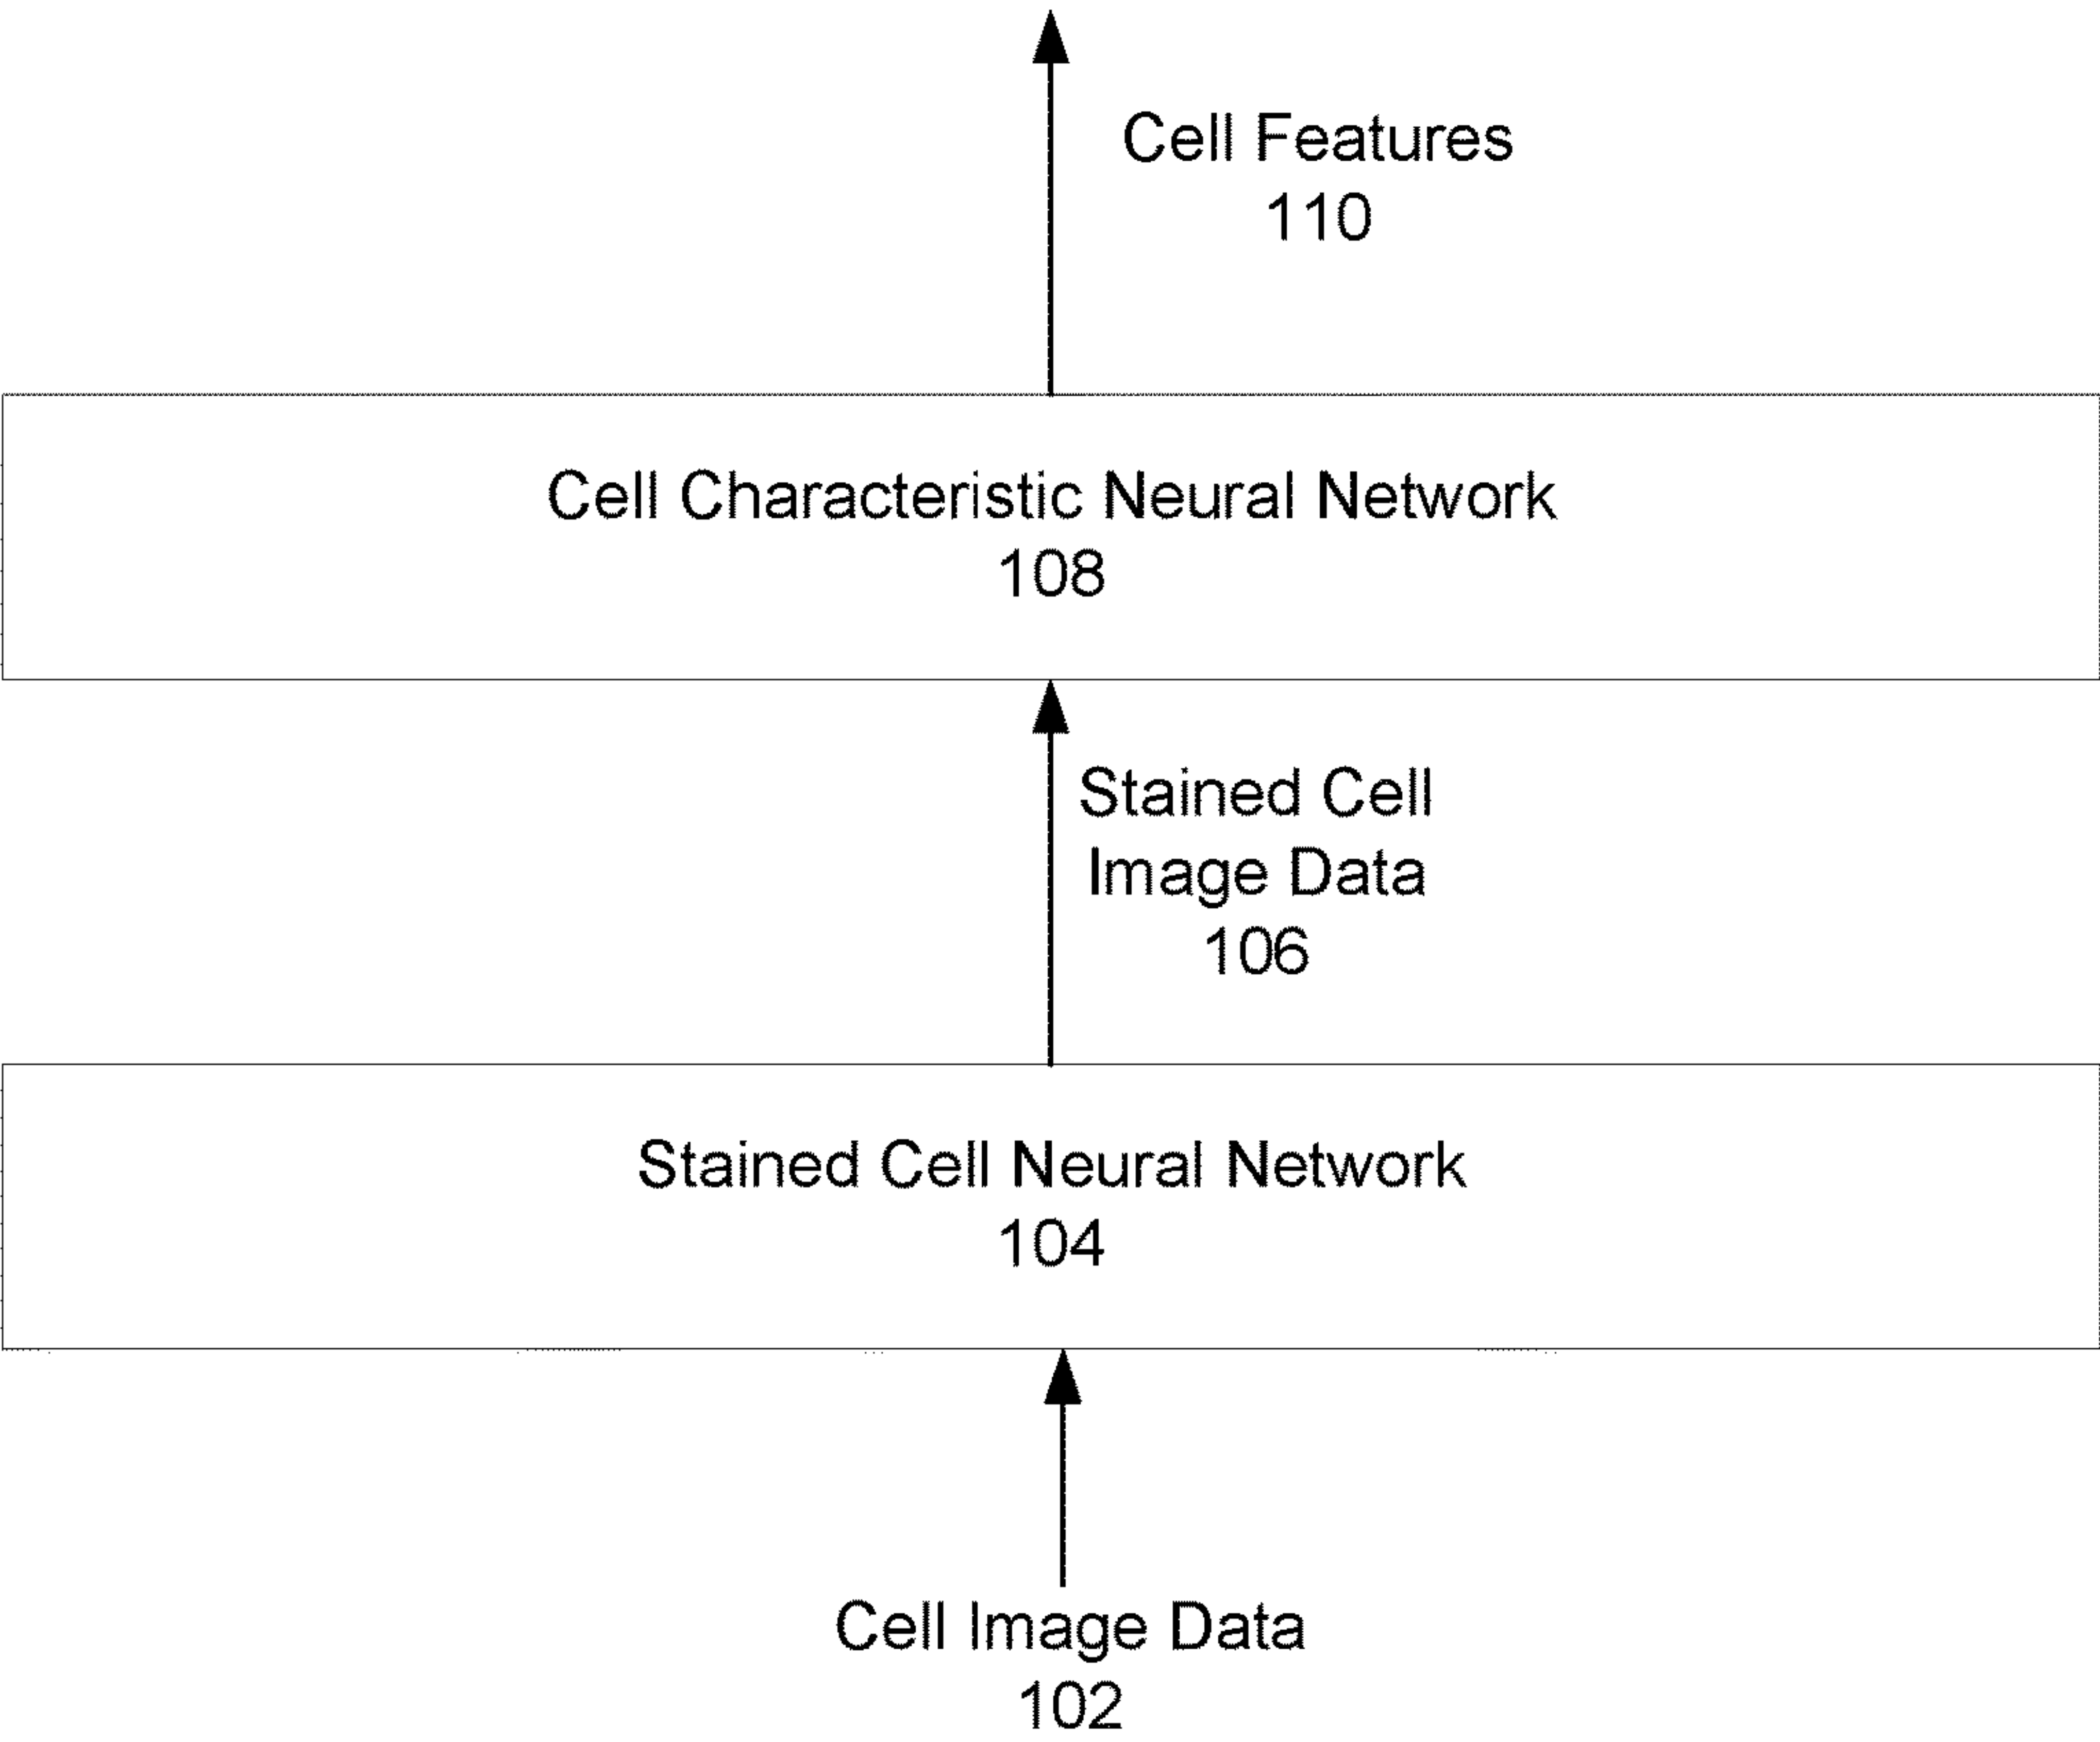 Cell Features
110
Cell Characteristic Neural Network
108
Stained Cell
Image Data
106
Stained Cell Neural Network
104
Cell Image Data
102